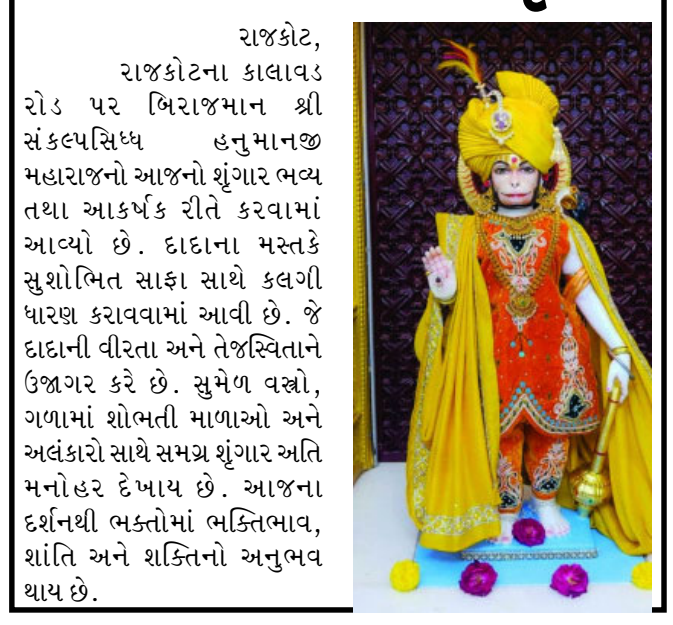 રાજકોટ,
રાજકોટના કાલાવડ
રોડ પર બિરાજમાન શ્રી
સંકલ્પસિધ્ધ હનુમાનજી
મહારાજનો આજનો શૃંગાર ભવ્ય
તથા આકર્ષક રીતે કરવામાં
આવ્યો છે. દાદાના મસ્તકે
સુશોભિત સાફા સાથે કલગી
ધારણ કરાવવામાં આવી છે. જે
દાદાની વીરતા અને તેજસ્વિતાને
ઉજાગર કરે છે. સુમેળ વસ્ત્રો,
ગળામાં શોભતી માળાઓ અને
અલંકારો સાથે સમગ્ર શૃંગાર અતિ
મનોહર દેખાય છે. આજના
દર્શનથી ભક્તોમાં ભક્તિભાવ,
શાંતિ અને શક્તિનો અનુભવ
થાય છે.